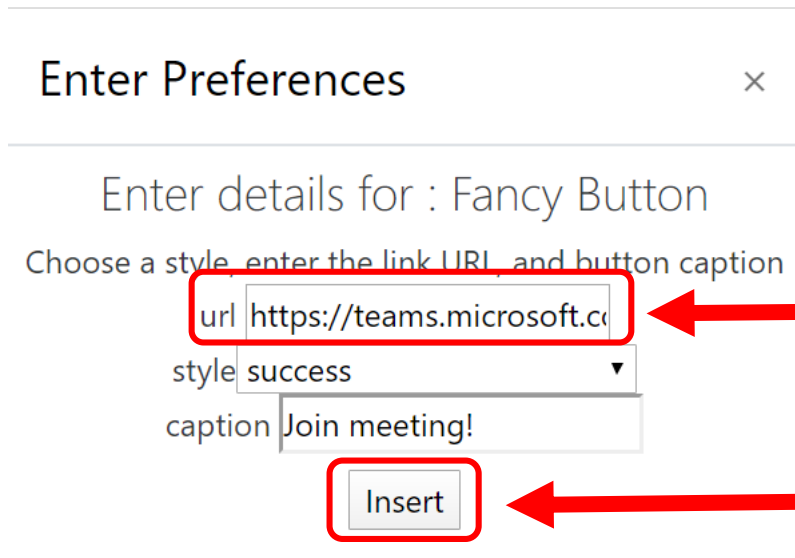 Enter Preferences ×
Enter details for : Fancy Button
Choose a style, enter the link URL, and button caption
url https://teams.microsoft.co
style success
caption Join meeting!
Insert